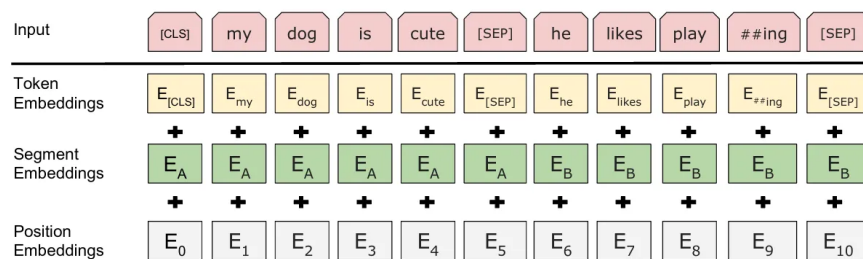 Input [CLS] my dog is cute [SEP] he likes play ##ing [SEP]
Token Embeddings E[CLS] Emy Edog Eis Ecute E[SEP] Ehe Elikes Eplay E##ing E[SEP]
+ + + + + + + + + + +
Segment Embeddings EA EA EA EA EA EA EB EB EB EB EB
+ + + + + + + + + + +
Position Embeddings E0 E1 E2 E3 E4 E5 E6 E7 E8 E9 E10